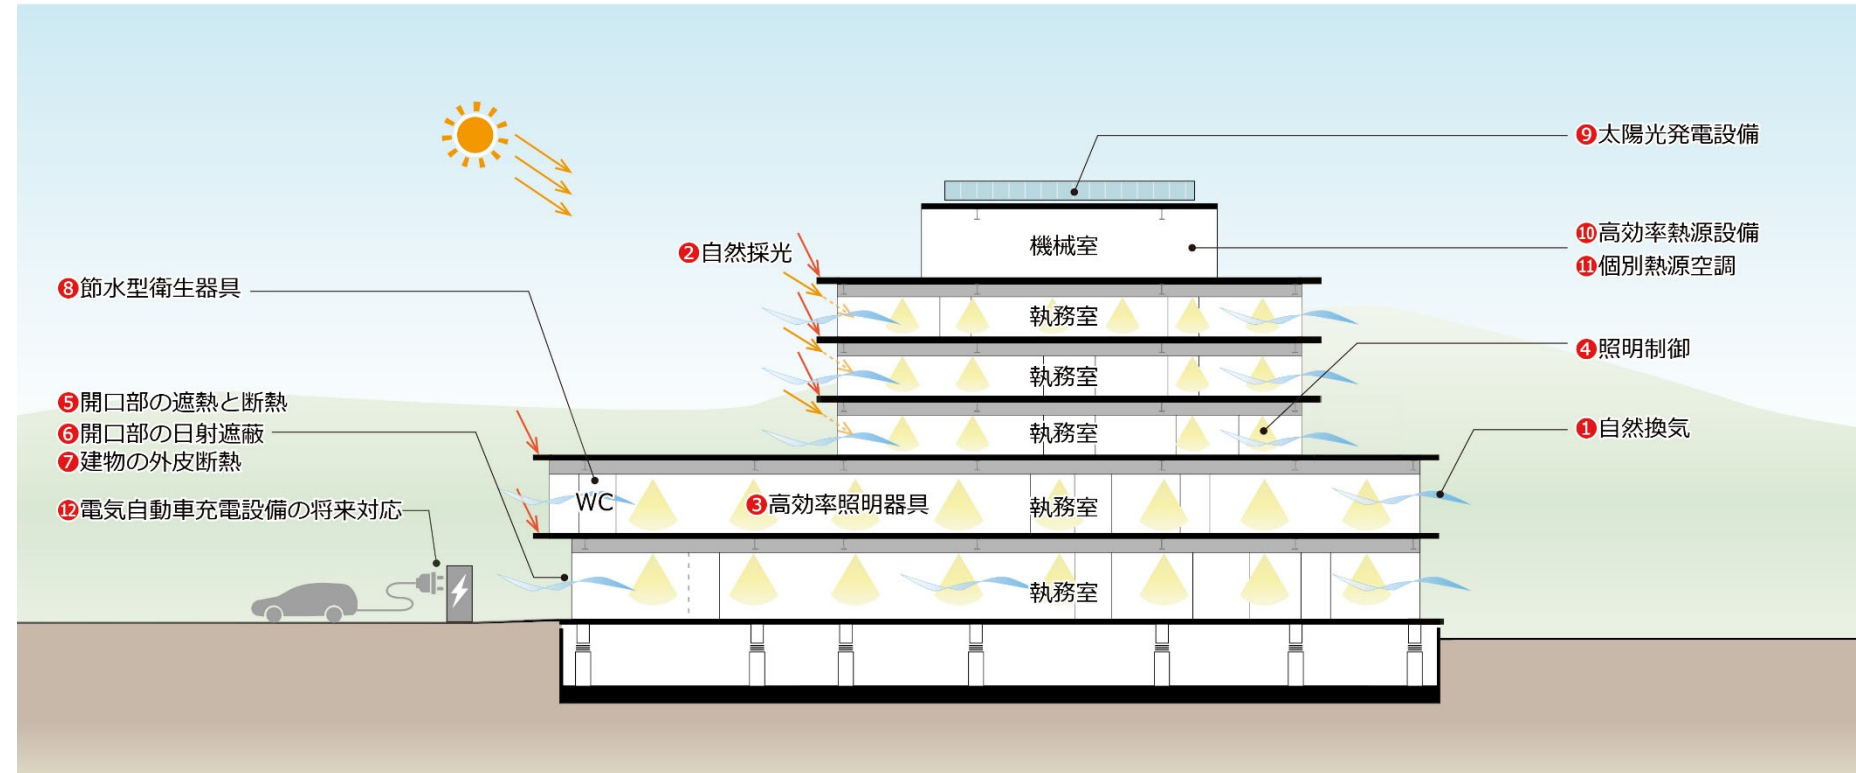 ❾太陽光発電設備
❿高効率熱源設備
機械室
❷自然採光
⓫個別熱源空調
❽節水型衛生器具
執務室
❹照明制御
執務室
❺開口部の遮熱と断熱
❶自然換気
❻開口部の日射遮蔽
執務室
❼建物の外皮断熱
WC
❸高効率照明器具
執務室
⓬電気自動車充電設備の将来対応
執務室